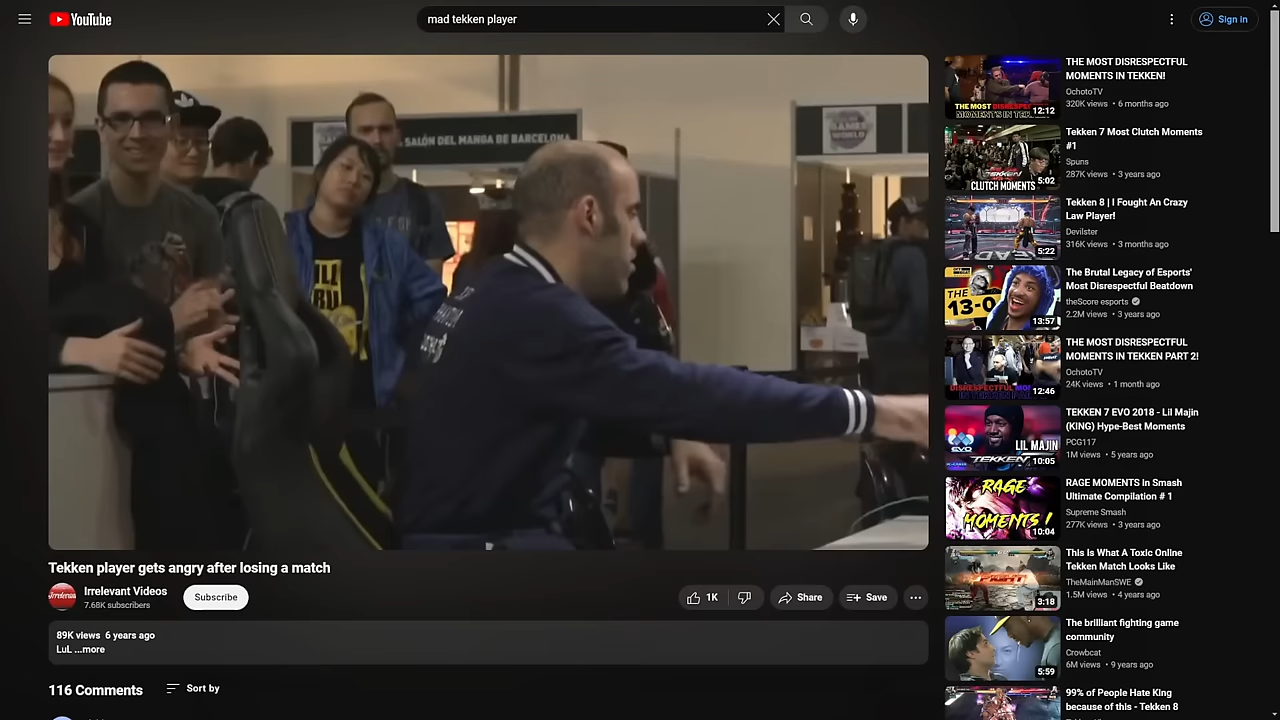 YouTube
mad tekken player
Sign in
SALÓN DEL MANGA DE BARCELONA
GAMES
WORLD
Tekken player gets angry after losing a match
Irrelevant Videos
7.68K subscribers
Subscribe
1K
Share
Save
89K views 6 years ago
LuL ...more
116 Comments
Sort by
THE MOST
12:12
THE MOST DISRESPECTFUL
MOMENTS IN TEKKEN!
OchotoTV
320K views • 6 months ago
TEKKEN
CLUTCH MOMENTS
5:02
Tekken 7 Most Clutch Moments
#1
Spuns
287K views • 3 years ago
5:22
Tekken 8 | I Fought An Crazy
Law Player!
Devilster
316K views • 3 months ago
THE
13-0
13:57
The Brutal Legacy of Esports'
Most Disrespectful Beatdown
theScore esports
2.2M views • 3 years ago
12:46
THE MOST DISRESPECTFUL
MOMENTS IN TEKKEN PART 2!
OchotoTV
24K views • 1 month ago
EVO
LIL MAJIN
TEKKEN
10:05
TEKKEN 7 EVO 2018 - Lil Majin
(KING) Hype-Best Moments
PCG117
1M views • 5 years ago
RAGE
MOMENTS !
10:04
RAGE MOMENTS in Smash
Ultimate Compilation # 1
Supreme Smash
277K views • 3 years ago
FIGHT!
3:18
This Is What A Toxic Online
Tekken Match Looks Like
TheMainManSWE
1.5M views • 4 years ago
5:59
The brilliant fighting game
community
Crowbcat
6M views • 9 years ago
99% of People Hate King
because of this - Tekken 8